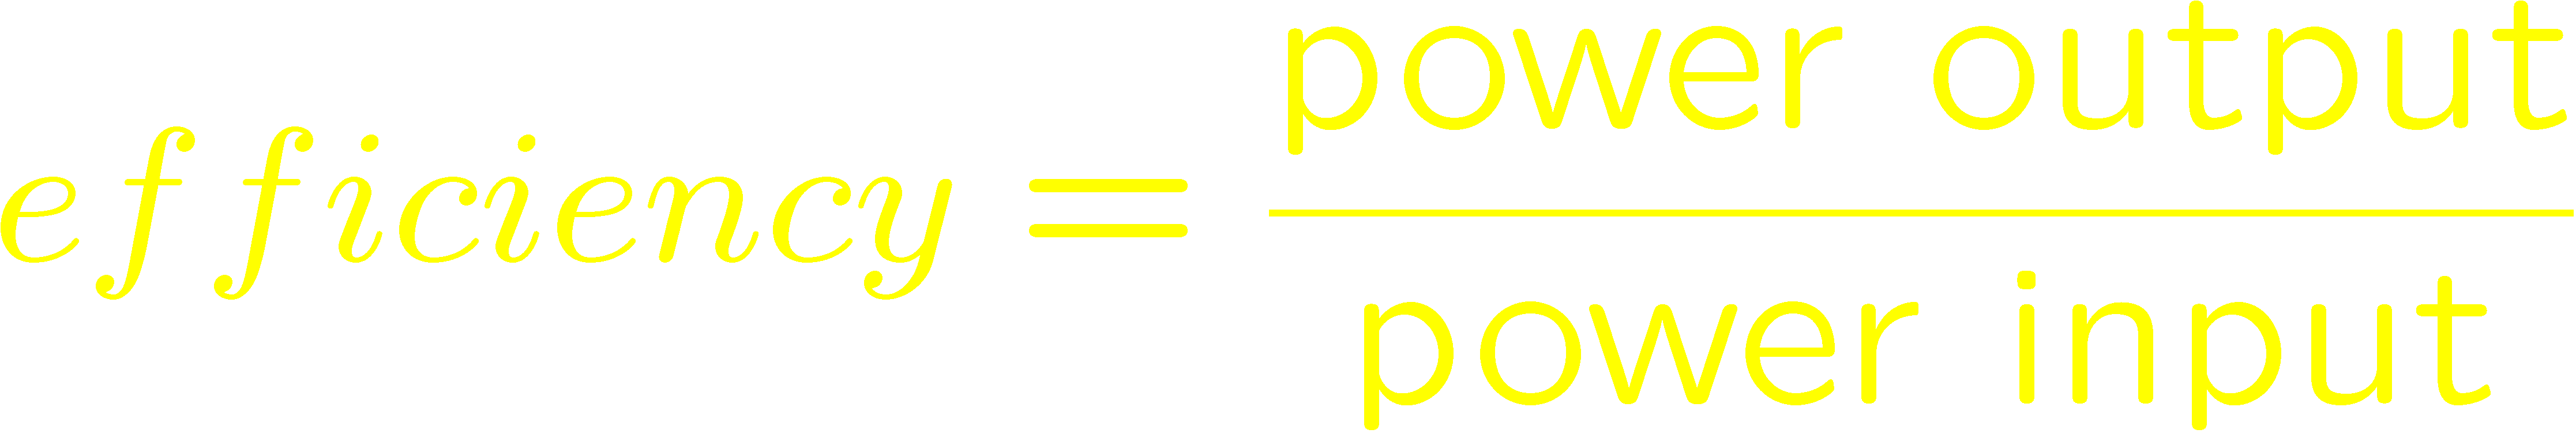 efficiency = power output
power input